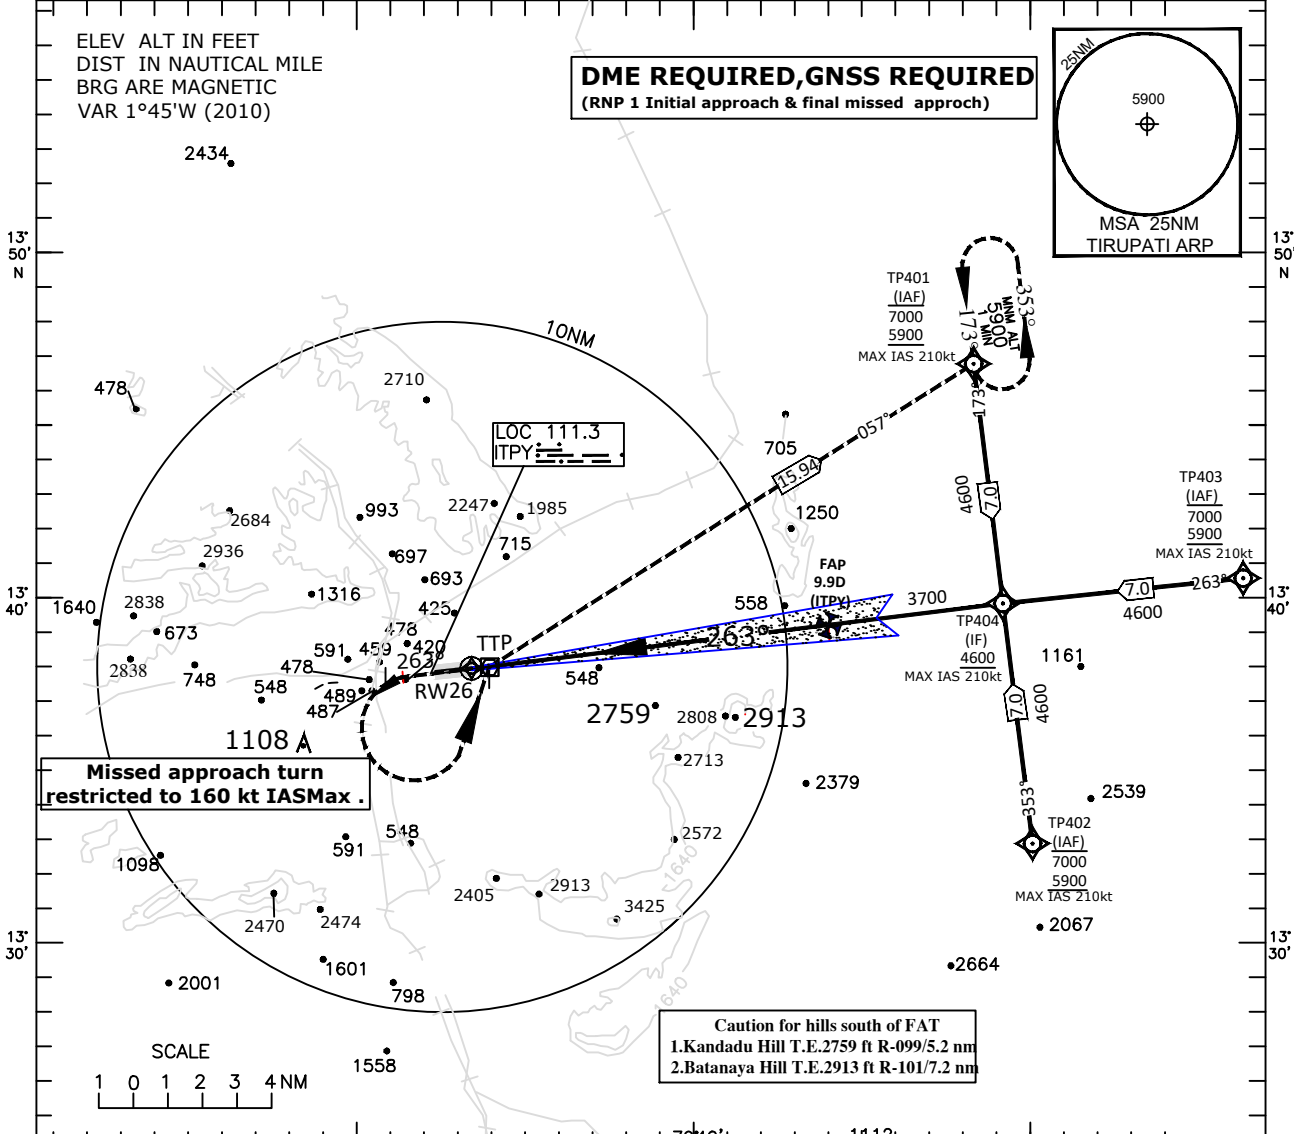 ELEV ALT IN FEET
DIST IN NAUTICAL MILE
BRG ARE MAGNETIC
VAR 1°45'W (2010)
DME REQUIRED,GNSS REQUIRED
(RNP 1 Initial approach & final missed approch)
25NM
5900
MSA 25NM
TIRUPATI ARP
2434
13°
50'
N
13°
50'
N
TP401
(IAF)
7000
5900
MAX IAS 210kt
173°
1 MIN
5900
MNM ALT
353°
10NM
478
2710
LOC 111.3
ITPY
705
057°
15.94
173°
4600
7.0
TP403
(IAF)
7000
5900
MAX IAS 210kt
263°
7.0
4600
2684
993
2247
1985
715
1250
2936
697
693
1316
425
FAP
9.9D
(ITPY)
3700
558
13°
40'
13°
40'
1640
2838
673
478
420
TTP
263°
TP404
(IF)
4600
MAX IAS 210kt
1161
2838
748
591
459
263°
478
548
489
487
RW26
548
2759
2808
2913
7.0
4600
1108
2713
2379
Missed approach turn
restricted to 160 kt IASMax .
353°
2539
TP402
(IAF)
7000
5900
MAX IAS 210kt
1098
591
548
2572
1640
2405
2913
3425
2470
2474
2067
13°
30'
13°
30'
2001
1601
798
1640
2664
SCALE
1 0 1 2 3 4 NM
1558
Caution for hills south of FAT
1.Kandadu Hill T.E.2759 ft R-099/5.2 nm
2.Batanaya Hill T.E.2913 ft R-101/7.2 nm